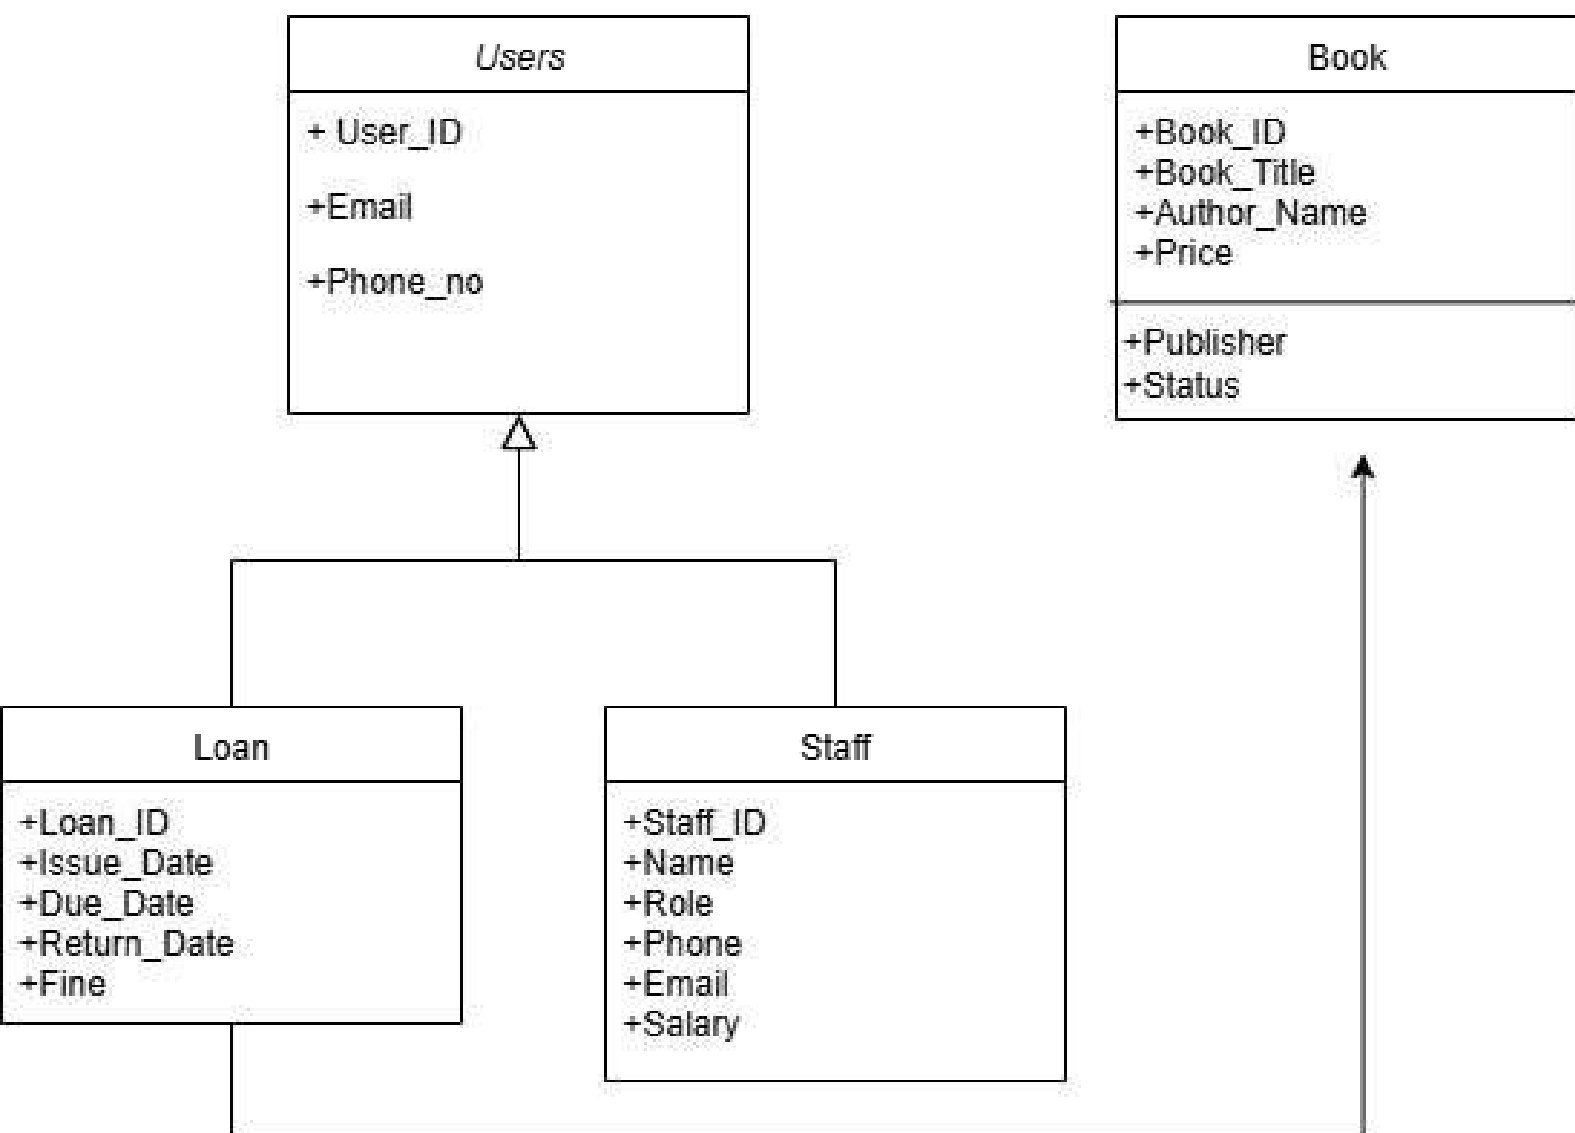 Users
+ User_ID
+Email
+Phone_no
Book
+Book_ID
+Book_Title
+Author_Name
+Price
+Publisher
+Status
Loan
+Loan_ID
+Issue_Date
+Due_Date
+Return_Date
+Fine
Staff
+Staff_ID
+Name
+Role
+Phone
+Email
+Salary